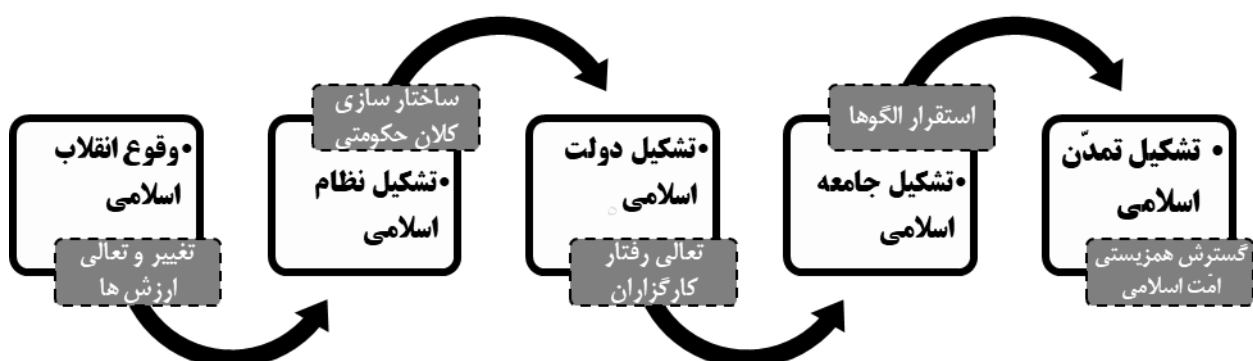 •وقوع انقلاب
اسلامی
تغییر و تعالی
ارزش ها
ساختار سازی
کلان حکومتی
•تشکیل نظام
اسلامی
•تشکیل دولت
اسلامی
تعالی رفتار
کارگزاران
استقرار الگوها
•تشکیل جامعه
اسلامی
• تشکیل تمدّن
اسلامی
گسترش همزیستی
امّت اسلامی